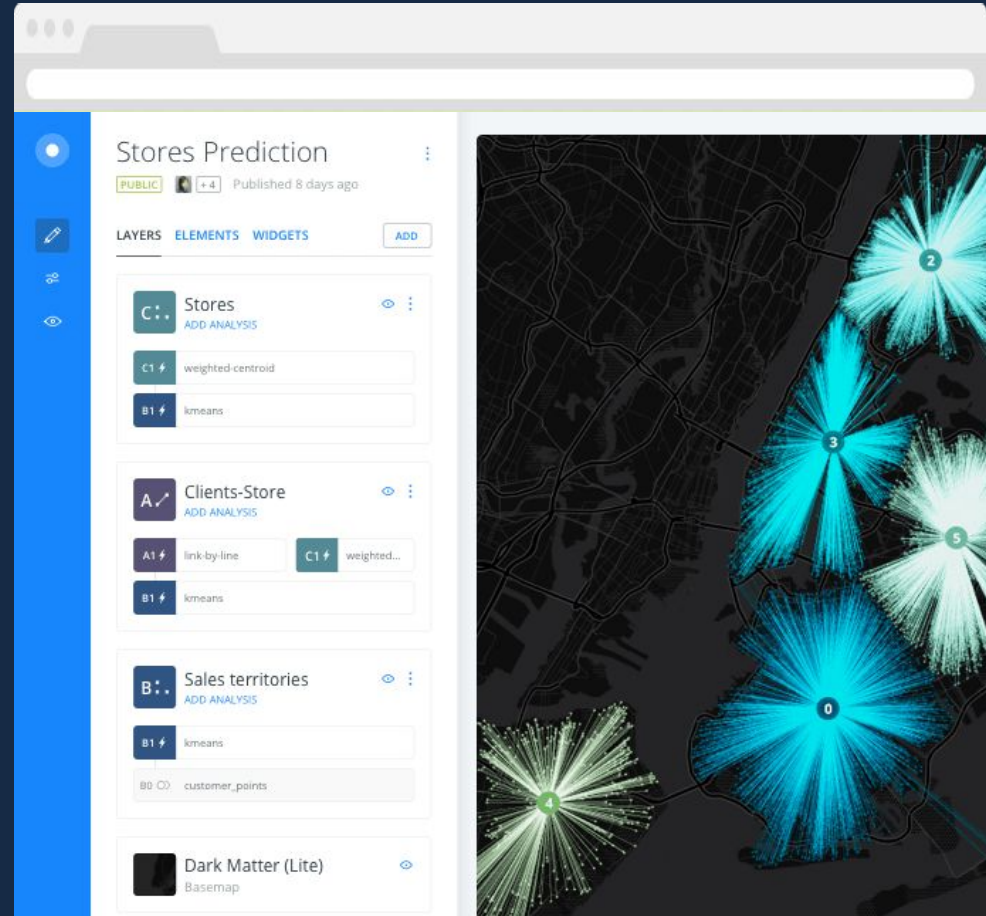 Stores Prediction
PUBLIC +4 Published 8 days ago
LAYERS ELEMENTS WIDGETS ADD
C Stores
ADD ANALYSIS
C1 weighted-centroid
B1 kmeans
A Clients-Store
ADD ANALYSIS
A1 link-by-line C1 weighted...
B1 kmeans
B Sales territories
ADD ANALYSIS
B1 kmeans
B0 customer_points
Dark Matter (Lite)
Basemap
2
3
5
0
4